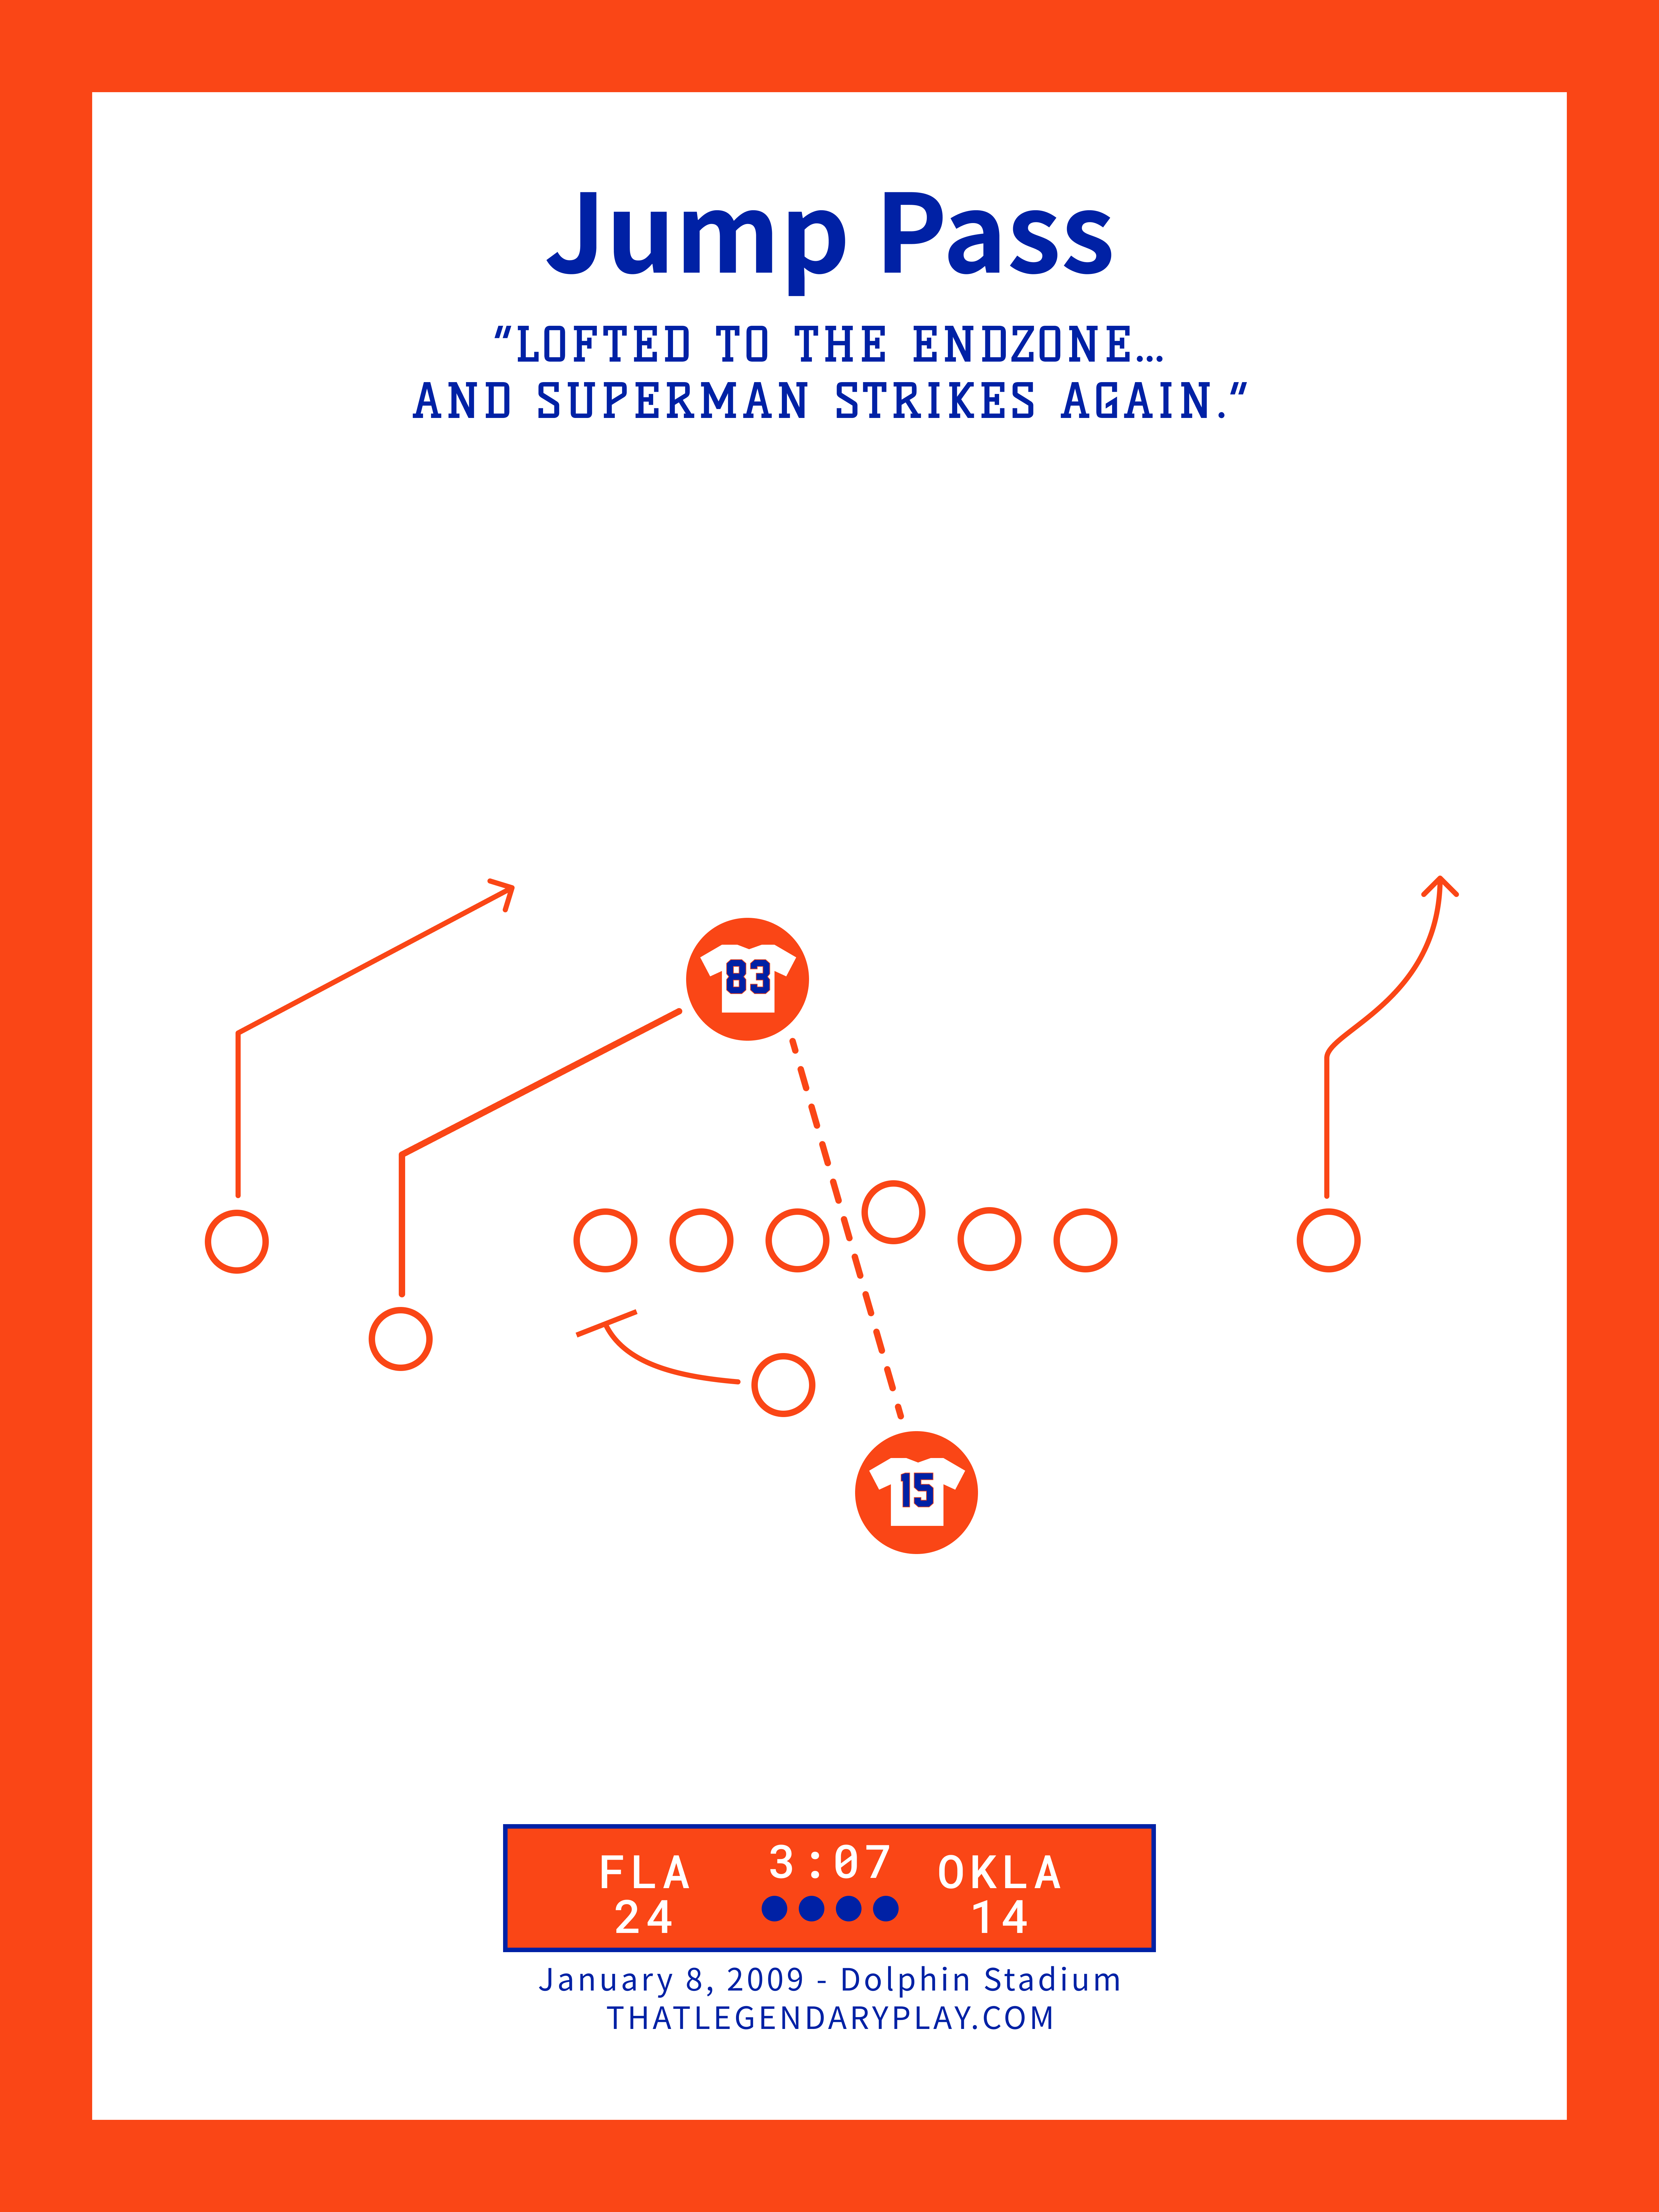 Jump Pass
"LOFTED TO THE ENDZONE...
AND SUPERMAN STRIKES AGAIN."
83
15
FLA 3:07 OKLA
24 14
January 8, 2009 - Dolphin Stadium
THATLEGENDARYPLAY.COM